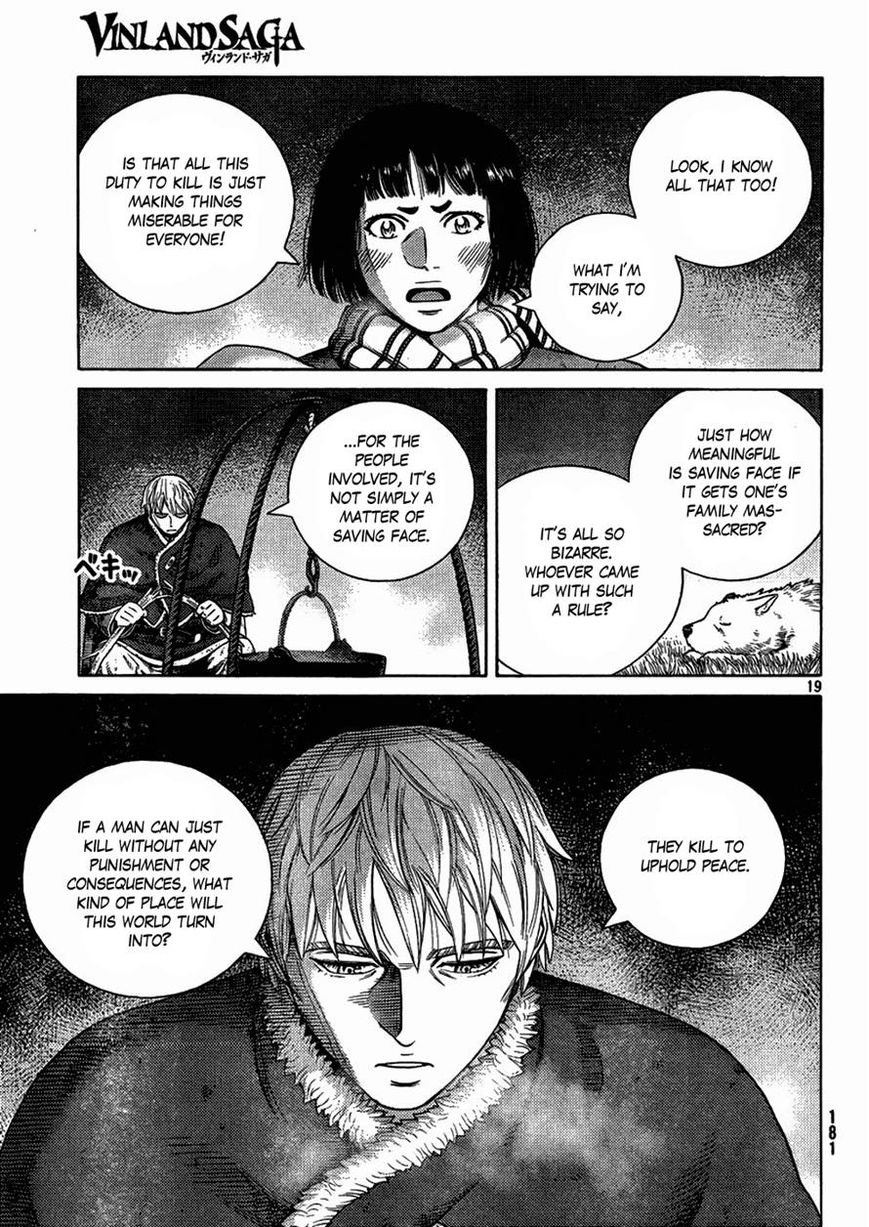 VINLAND SAGA
ヴィンランド・サガ
LOOK, I KNOW
ALL THAT TOO!
WHAT I'M
TRYING TO
SAY,
IS THAT ALL THIS
DUTY TO KILL IS JUST
MAKING THINGS
MISERABLE FOR
EVERYONE!
JUST HOW
MEANINGFUL
IS SAVING FACE IF
IT GETS ONE'S
FAMILY MAS-
SACRED?
IT'S ALL SO
BIZARRE.
WHOEVER CAME
UP WITH SUCH
A RULE?
...FOR THE
PEOPLE
INVOLVED, IT'S
NOT SIMPLY A
MATTER OF
SAVING FACE.
ベキッ
19
THEY KILL TO
UPHOLD PEACE.
IF A MAN CAN JUST
KILL WITHOUT ANY
PUNISHMENT OR
CONSEQUENCES, WHAT
KIND OF PLACE WILL
THIS WORLD TURN
INTO?
181